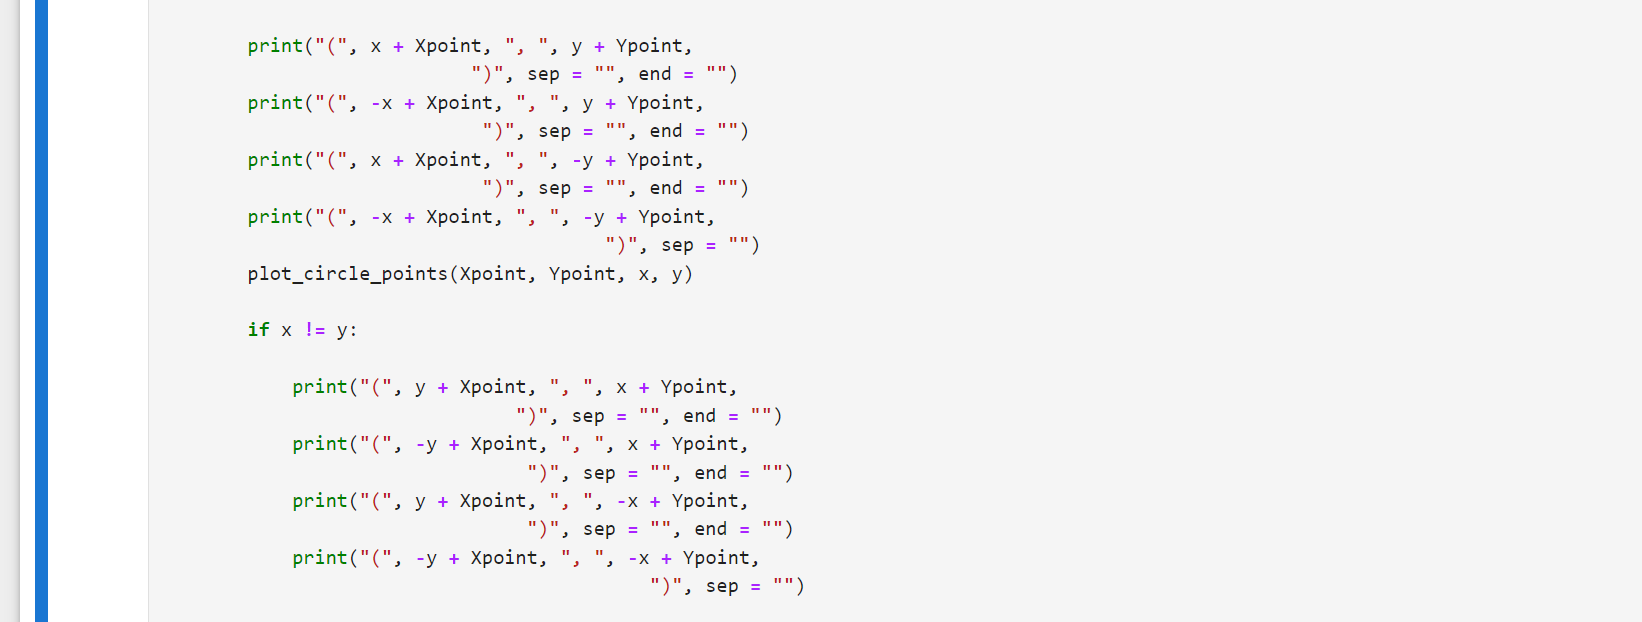 print("(", x + Xpoint, ", ", y + Ypoint,
")", sep = "", end = "")
print("(", -x + Xpoint, ", ", y + Ypoint,
")", sep = "", end = "")
print("(", x + Xpoint, ", ", -y + Ypoint,
")", sep = "", end = "")
print("(", -x + Xpoint, ", ", -y + Ypoint,
")", sep = "")
plot_circle_points(Xpoint, Ypoint, x, y)
if x != y:
print("(", y + Xpoint, ", ", x + Ypoint,
")", sep = "", end = "")
print("(", -y + Xpoint, ", ", x + Ypoint,
")", sep = "", end = "")
print("(", y + Xpoint, ", ", -x + Ypoint,
")", sep = "", end = "")
print("(", -y + Xpoint, ", ", -x + Ypoint,
")", sep = "")